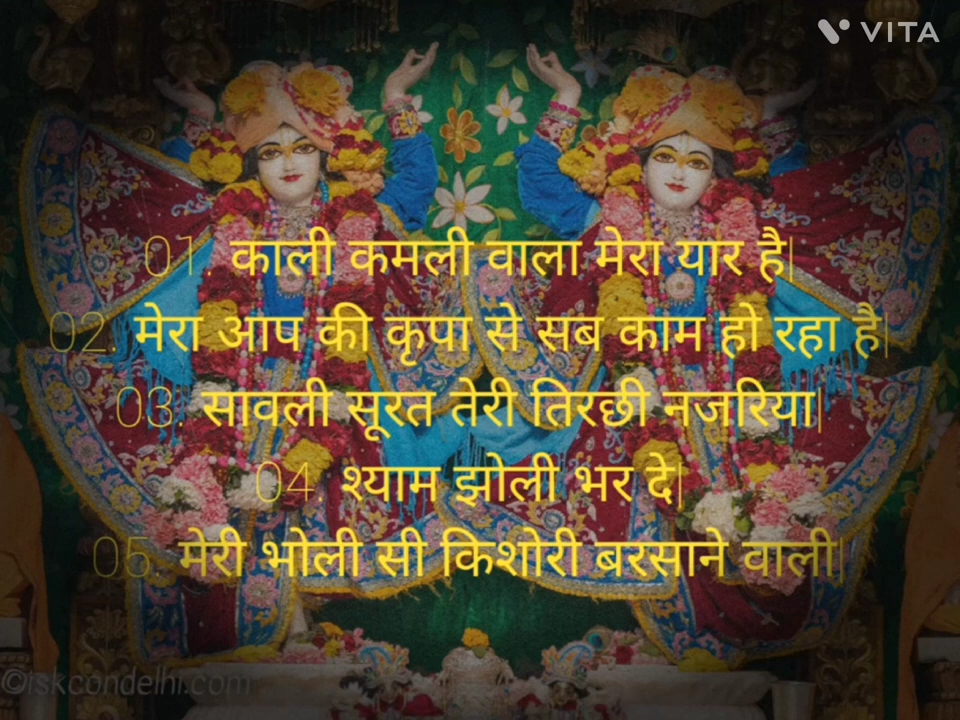 VITA
01. काली कमली वाला मेरा यार है|
02. मेरा आप की कृपा से सब काम हो रहा है|
03. सावली सूरत तेरी तिरछी नजरिया|
04. श्याम झोली भर दे|
05. मेरी भोली सी किशोरी बरसाने वाली|
©iskcondelhi.com